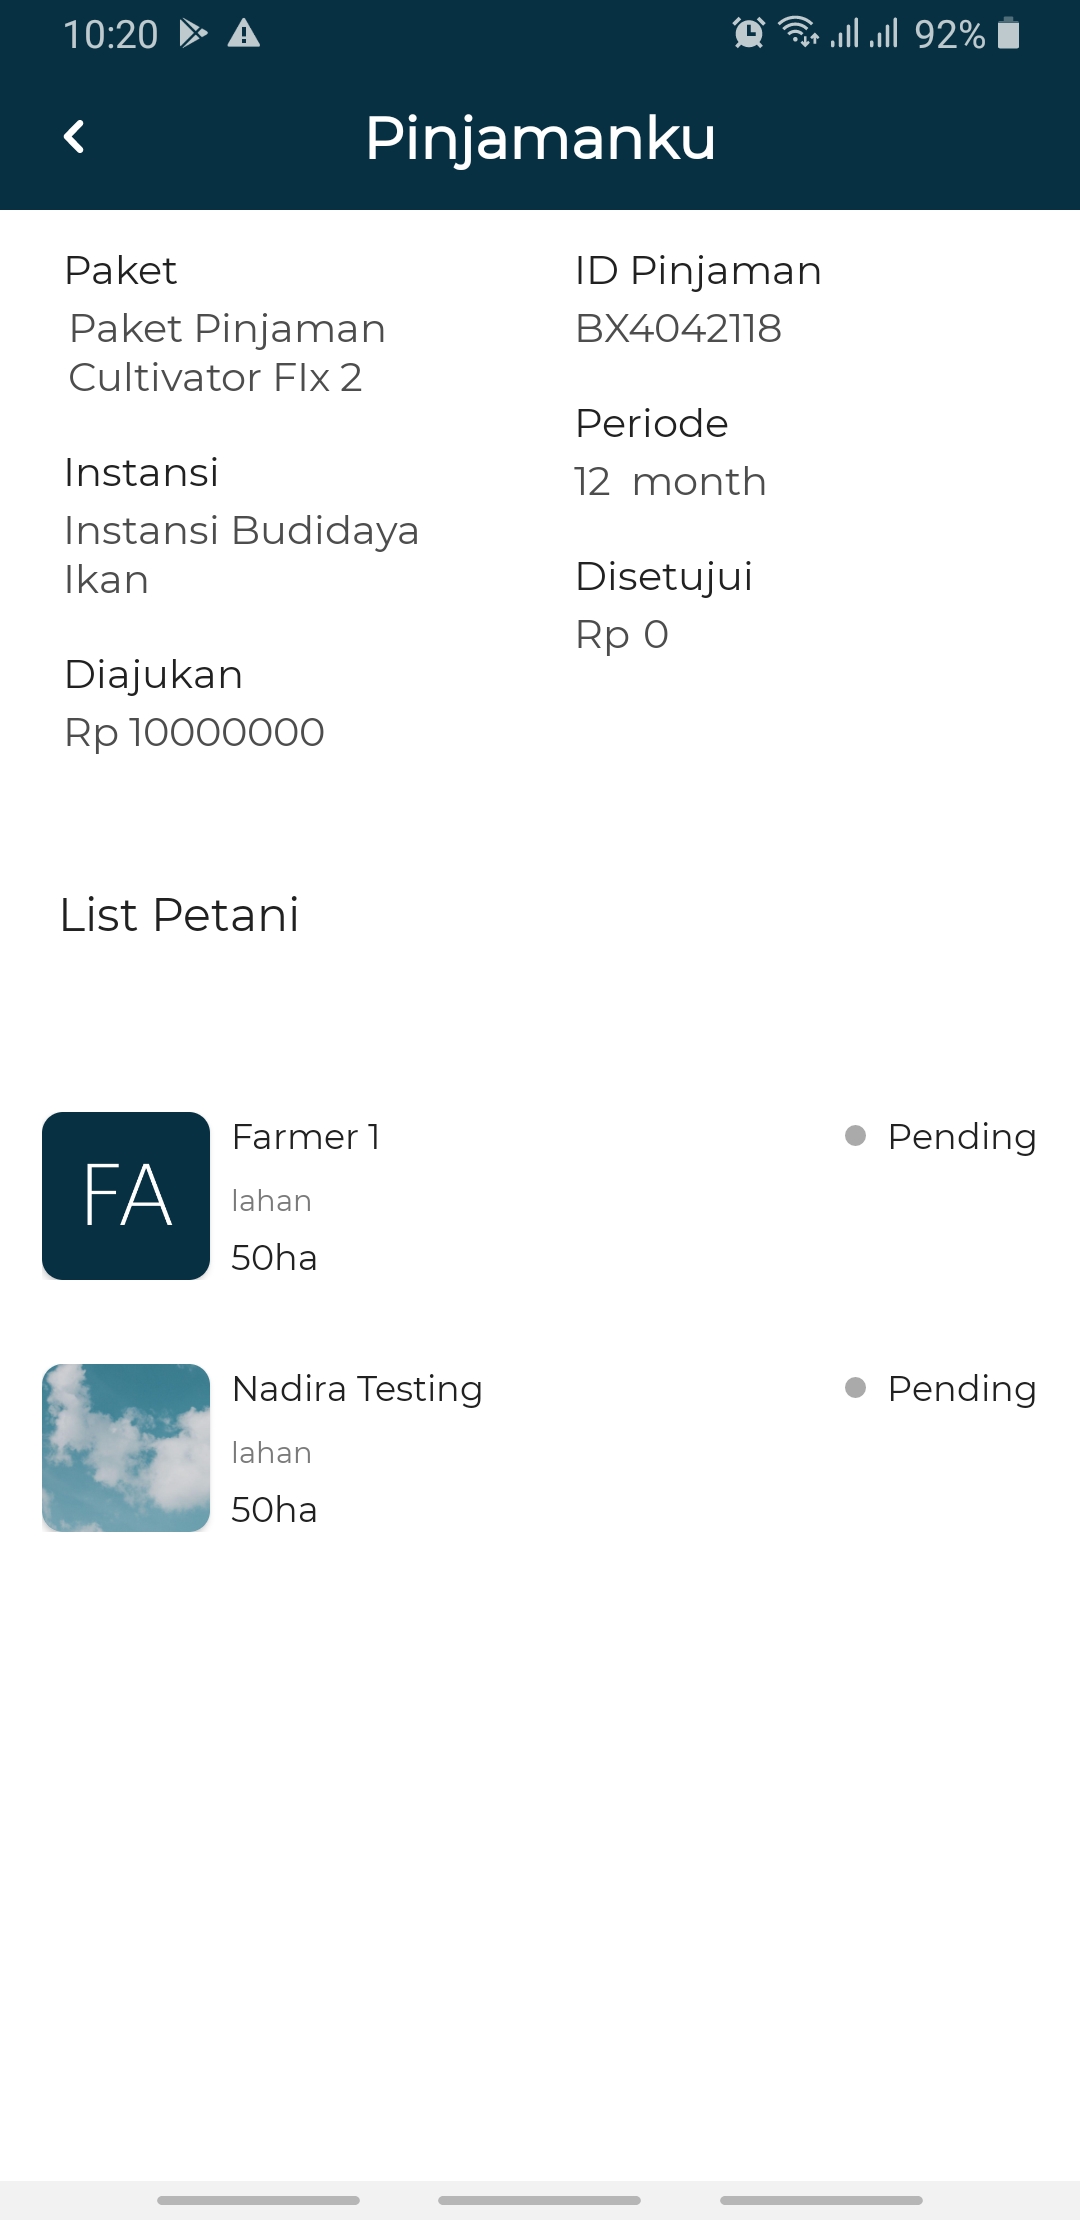 10:20
92%
Pinjamanku
Paket
Paket Pinjaman
Cultivator FIx 2
Instansi
Instansi Budidaya
Ikan
Diajukan
Rp 10000000
ID Pinjaman
BX4042118
Periode
12  month
Disetujui
Rp 0
List Petani
FA
Farmer 1
Pending
lahan
50ha
Nadira Testing
Pending
lahan
50ha